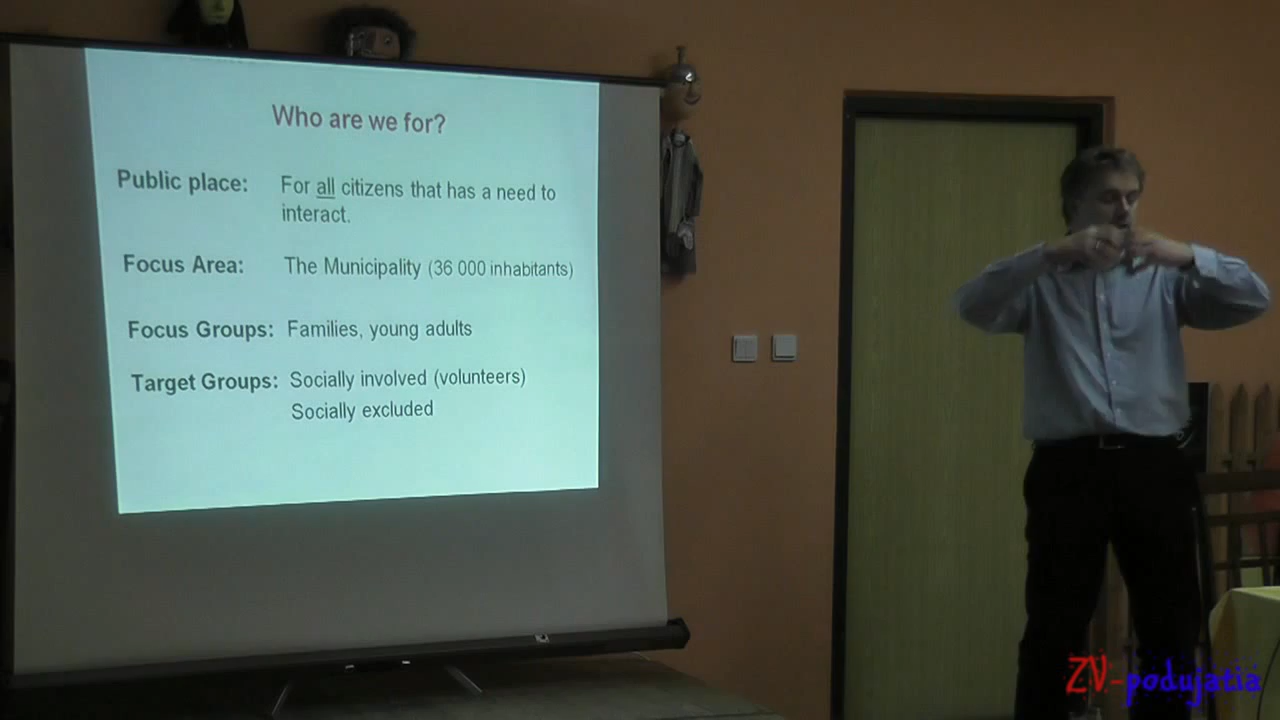 Who are we for?
Public place: For all citizens that has a need to
interact.
Focus Area: The Municipality (36 000 inhabitants)
Focus Groups: Families, young adults
Target Groups: Socially involved (volunteers)
Socially excluded
ZV-podujatia